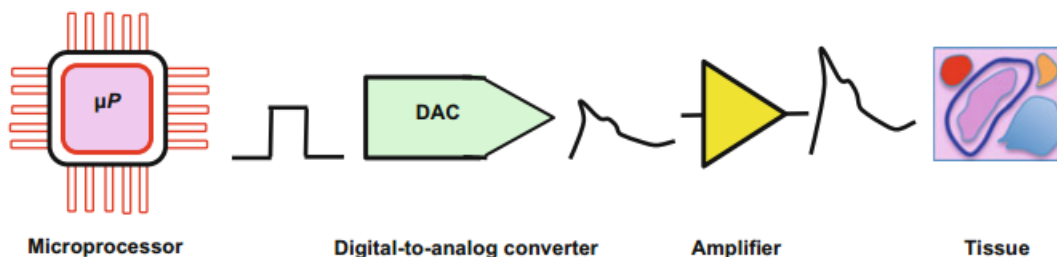 µP
DAC
Microprocessor
Digital-to-analog converter
Amplifier
Tissue